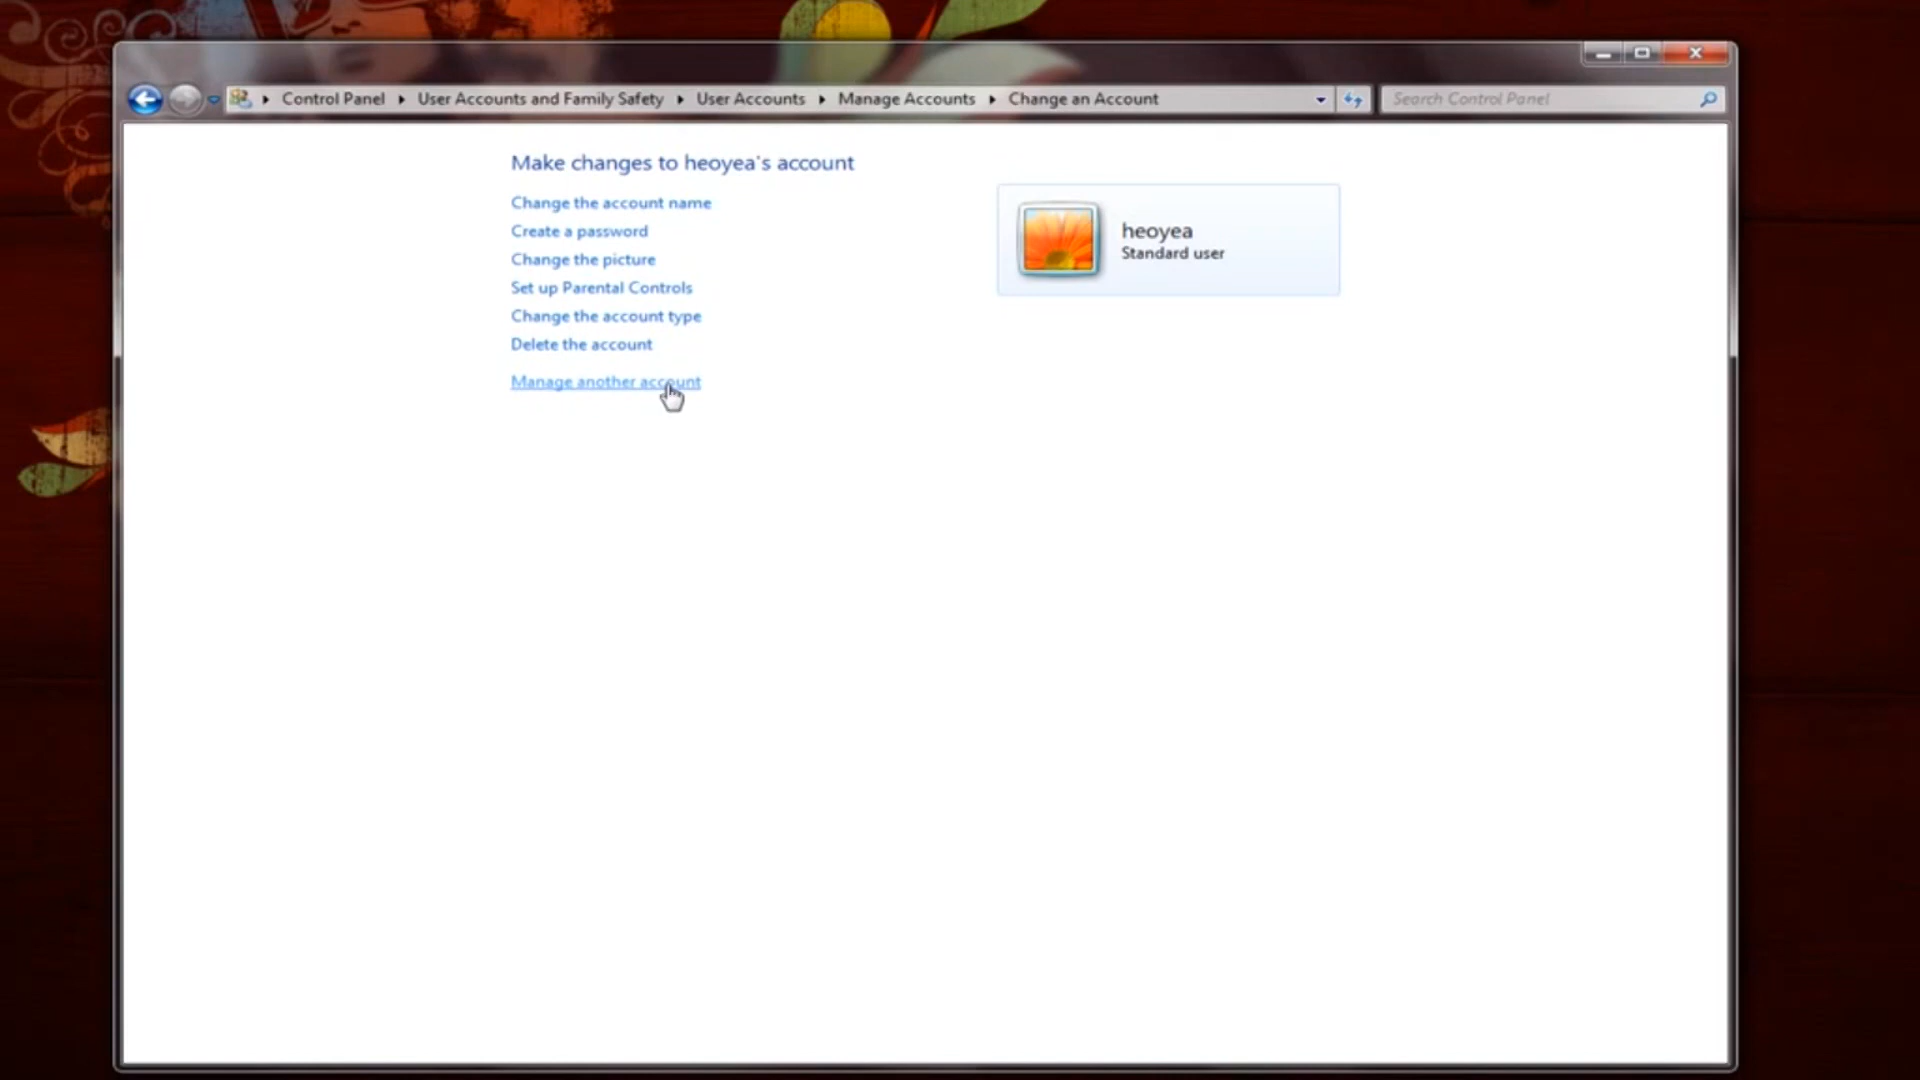 Control Panel User Accounts and Family Safety User Accounts Manage Accounts Change an Account Search Control Panel
Make changes to heoyea's account
Change the account name
Create a password
Change the picture
Set up Parental Controls
Change the account type
Delete the account
Manage another account
heoyea
Standard user